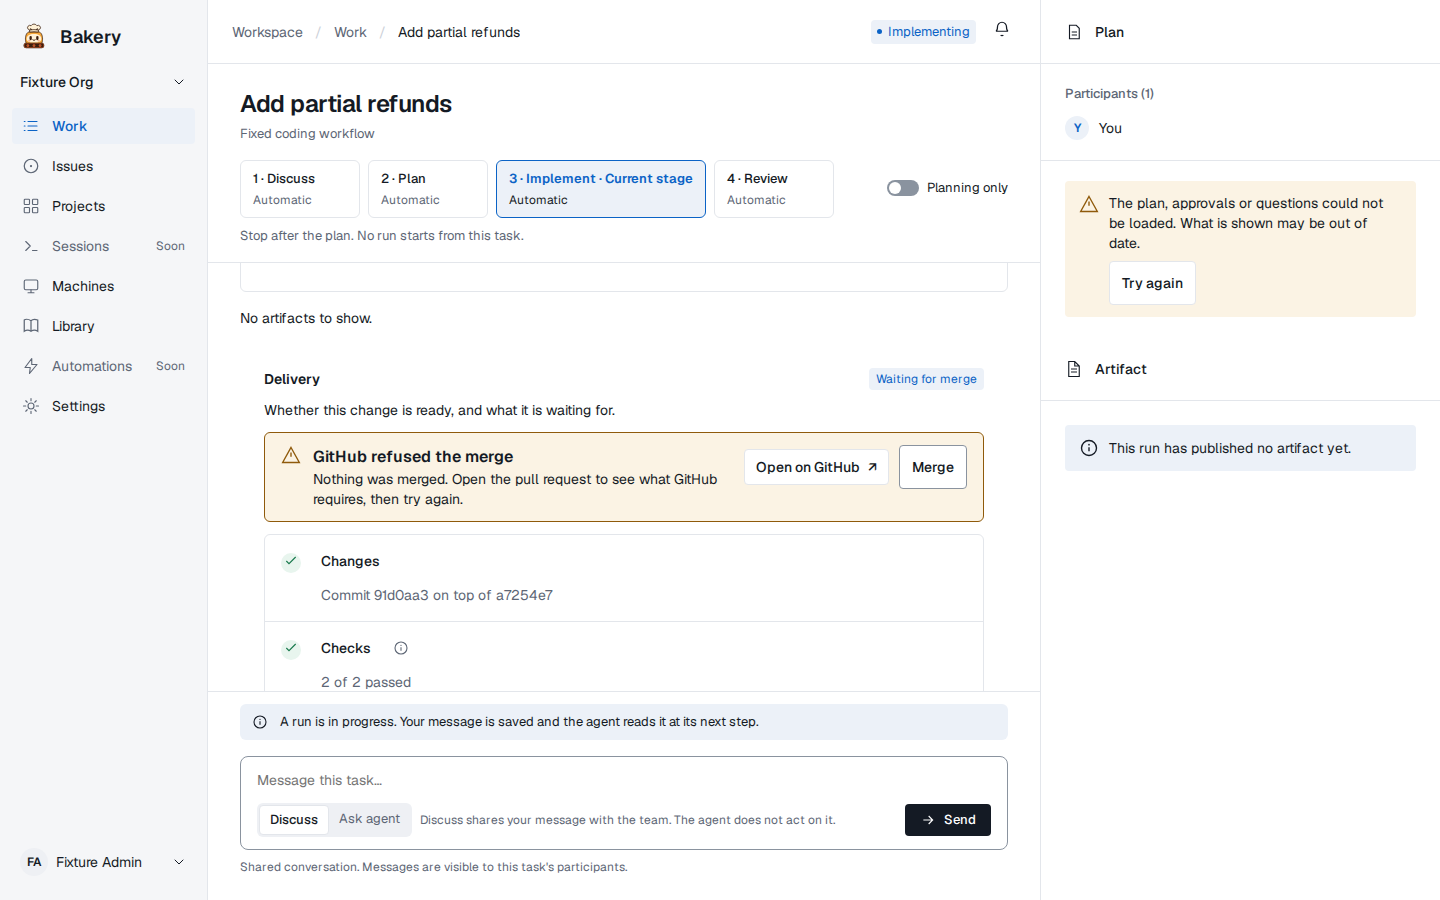 Bakery
Fixture Org
Work
Issues
Projects
Sessions Soon
Machines
Library
Automations Soon
Settings
FA Fixture Admin
Workspace / Work / Add partial refunds
Implementing
Add partial refunds
Fixed coding workflow
1 · Discuss
Automatic
2 · Plan
Automatic
3 · Implement · Current stage
Automatic
4 · Review
Automatic
Planning only
Stop after the plan. No run starts from this task.
No artifacts to show.
Delivery
Waiting for merge
Whether this change is ready, and what it is waiting for.
GitHub refused the merge
Nothing was merged. Open the pull request to see what GitHub
requires, then try again.
Open on GitHub
Merge
Changes
Commit 91d0aa3 on top of a7254e7
Checks
2 of 2 passed
A run is in progress. Your message is saved and the agent reads it at its next step.
Message this task...
Discuss Ask agent Discuss shares your message with the team. The agent does not act on it.
Send
Shared conversation. Messages are visible to this task's participants.
Plan
Participants (1)
Y You
The plan, approvals or questions could not
be loaded. What is shown may be out of
date.
Try again
Artifact
This run has published no artifact yet.